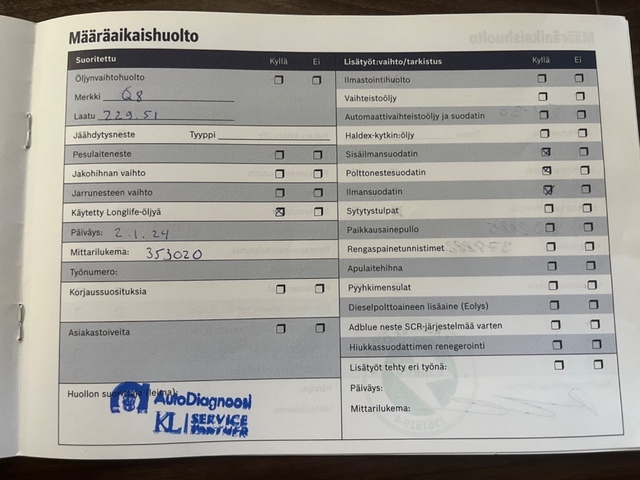 Määräaikaishuolto
Suoritettu Kyllä Ei
Öljynvaihtohuolto
Merkki Q8
Laatu 229.51
Jäähdytysneste Tyyppi
Pesulaiteneste
Jakohihnan vaihto
Jarrunesteen vaihto
Käytetty Longlife-öljyä
Päiväys: 2.1.24
Mittarilukema: 353020
Työnumero:
Korjaussuosituksia
Asiakastoiveita
Huollon
AutoDiagnoosi
KL SERVICE
PARTNER
Lisätyöt:vaihto/tarkistus Kyllä Ei
Ilmastointihuolto
Vaihteistoöljy
Automaattivaihteistoöljy ja suodatin
Haldex-kytkin:öljy
Sisäilmansuodatin
Polttonestesuodatin
Ilmansuodatin
Sytytystulpat
Paikkausainepullo
Rengaspainetunnistimet
Apulaitehihna
Pyyhkimensulat
Dieselpolttoaineen lisäaine (Eolys)
Adblue neste SCR-järjestelmää varten
Hiukkassuodattimen renegerointi
Lisätyöt tehty eri työnä:
Päiväys:
Mittarilukema: